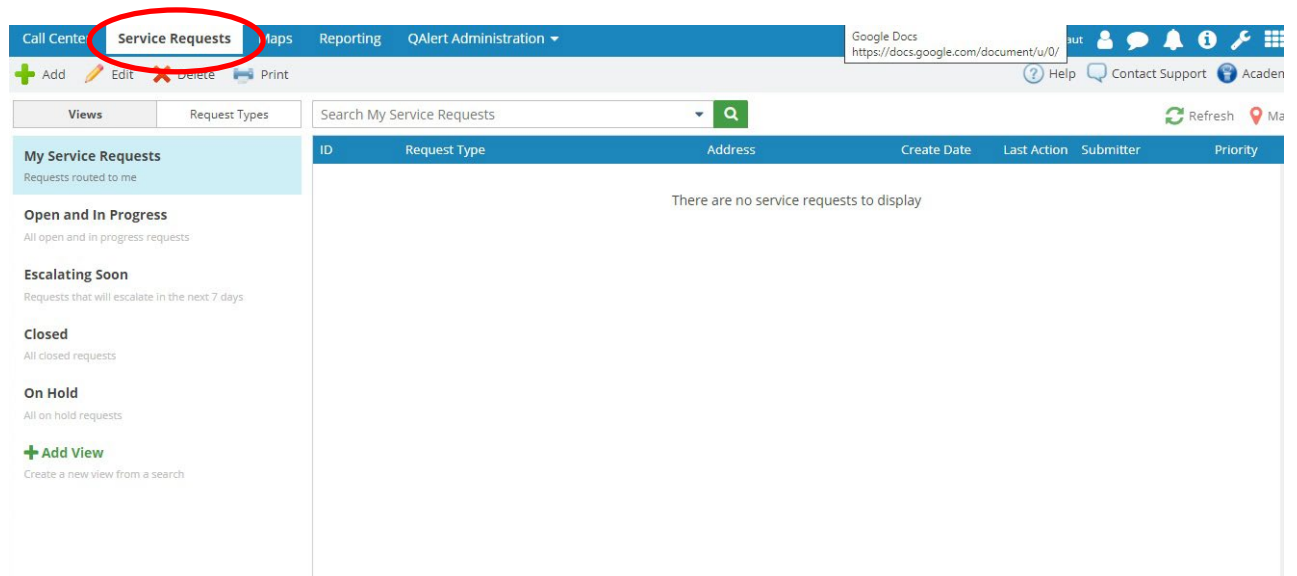 Call Center Service Requests Maps Reporting QAlert Administration
Google Docs
https://docs.google.com/document/u/0/
Add Edit Delete Print Help Contact Support Academ
Views Request Types Search My Service Requests Refresh Ma
ID Request Type Address Create Date Last Action Submitter Priority
My Service Requests
Requests routed to me
There are no service requests to display
Open and In Progress
All open and in progress requests
Escalating Soon
Requests that will escalate in the next 7 days
Closed
All closed requests
On Hold
All on hold requests
Add View
Create a new view from a search